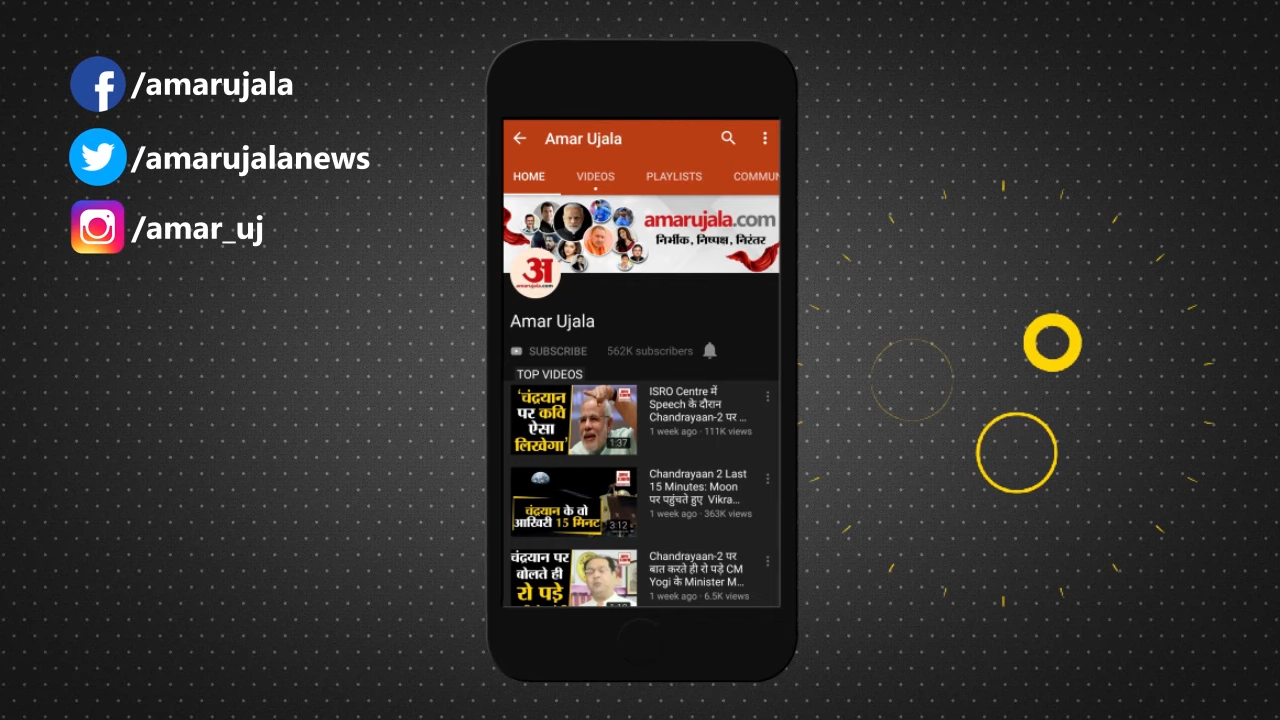 /amarujala
/amarujalanews
/amar_uj
Amar Ujala
HOME VIDEOS PLAYLISTS COMMUN
amarujala.com
निर्भीक, निष्पक्ष, निरंतर
अ
amarujala.com
Amar Ujala
SUBSCRIBE 562K subscribers
TOP VIDEOS
'चंद्रयान
पर कवि
ऐसा
लिखेगा'
1:37
ISRO Centre में
Speech के दौरान
Chandrayaan-2 पर ...
1 week ago · 111K views
चंद्रयान के वो
आखिरी 15 मिनट
3:12
Chandrayaan 2 Last
15 Minutes: Moon
पर पहुंचते हुए Vikra...
1 week ago · 363K views
चंद्रयान पर
बोलते ही
रो पड़े
Chandrayaan-2 पर
बात करते ही रो पड़े CM
Yogi के Minister M...
1 week ago · 6.5K views